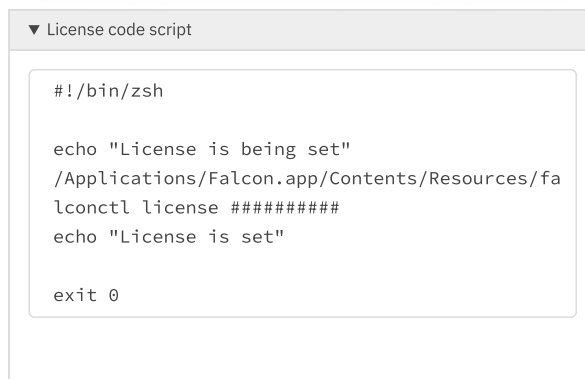 ▼ License code script
#!/bin/zsh
echo "License is being set"
/Applications/Falcon.app/Contents/Resources/fa
lconctl license ##########
echo "License is set"
exit 0